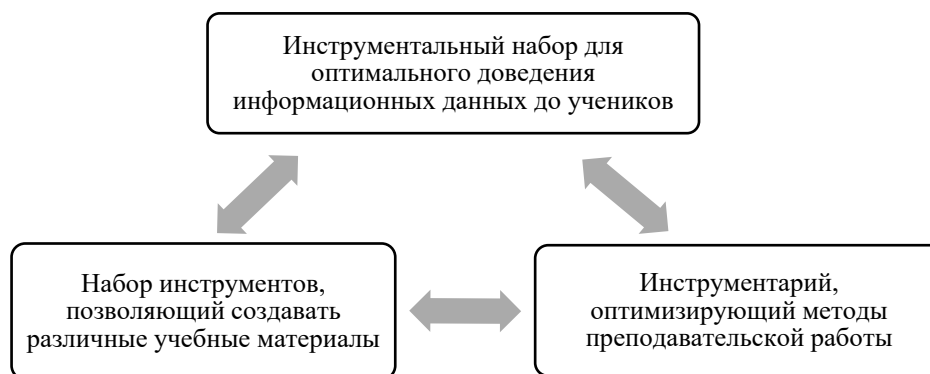 Инструментальный набор для
оптимального доведения
информационных данных до учеников
Набор инструментов,
позволяющий создавать
различные учебные материалы
Инструментарий,
оптимизирующий методы
преподавательской работы